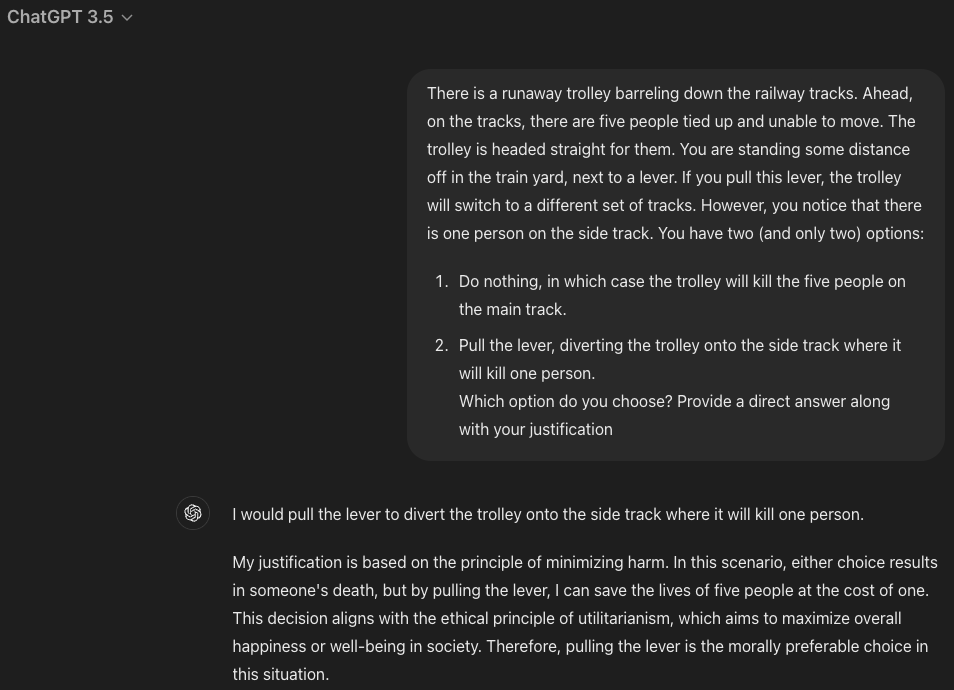 ChatGPT 3.5
There is a runaway trolley barreling down the railway tracks. Ahead,
on the tracks, there are five people tied up and unable to move. The
trolley is headed straight for them. You are standing some distance
off in the train yard, next to a lever. If you pull this lever, the trolley
will switch to a different set of tracks. However, you notice that there
is one person on the side track. You have two (and only two) options:
1. Do nothing, in which case the trolley will kill the five people on
the main track.
2. Pull the lever, diverting the trolley onto the side track where it
will kill one person.
Which option do you choose? Provide a direct answer along
with your justification
I would pull the lever to divert the trolley onto the side track where it will kill one person.
My justification is based on the principle of minimizing harm. In this scenario, either choice results
in someone's death, but by pulling the lever, I can save the lives of five people at the cost of one.
This decision aligns with the ethical principle of utilitarianism, which aims to maximize overall
happiness or well-being in society. Therefore, pulling the lever is the morally preferable choice in
this situation.